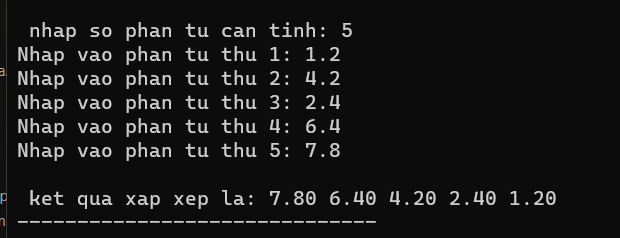 nhap so phan tu can tinh: 5
Nhap vao phan tu thu 1: 1.2
Nhap vao phan tu thu 2: 4.2
Nhap vao phan tu thu 3: 2.4
Nhap vao phan tu thu 4: 6.4
Nhap vao phan tu thu 5: 7.8
ket qua xap xep la: 7.80 6.40 4.20 2.40 1.20
------------------------------